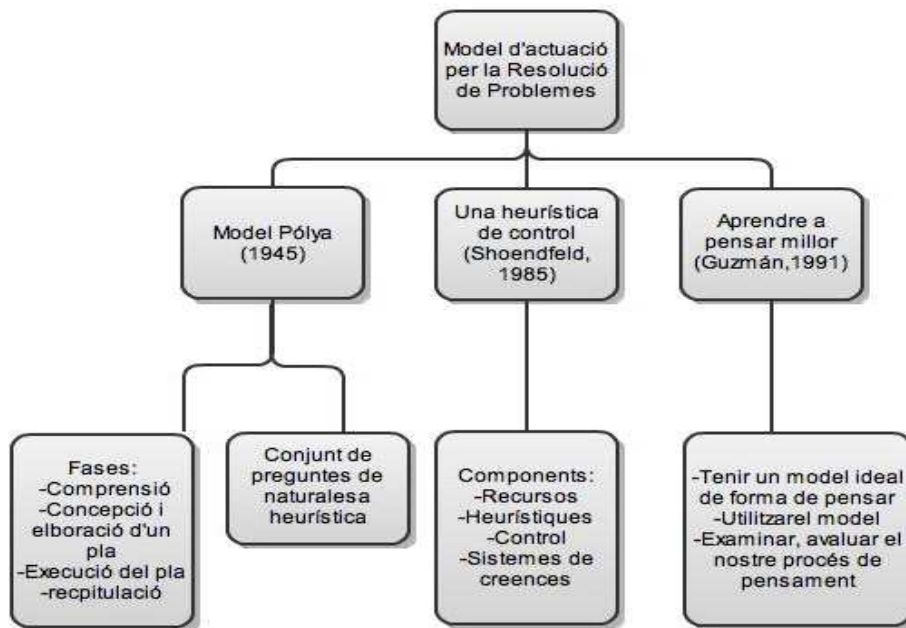 Model d'actuació
per la Resolució
de Problemes
Model Pólya
(1945)
Una heurística
de control
(Shoendfeld,
1985)
Aprendre a
pensar millor
(Guzmán,1991)
Fases:
-Comprensió
-Concepció i
elboració d'un
pla
-Execució del pla
-recpitulació
Conjunt de
preguntes de
naturalesa
heurística
Components:
-Recursos
-Heurístiques
-Control
-Sistemes de
creences
-Tenir un model ideal
de forma de pensar
-Utilitzarel model
-Examinar, avaluar el
nostre procés de
pensament